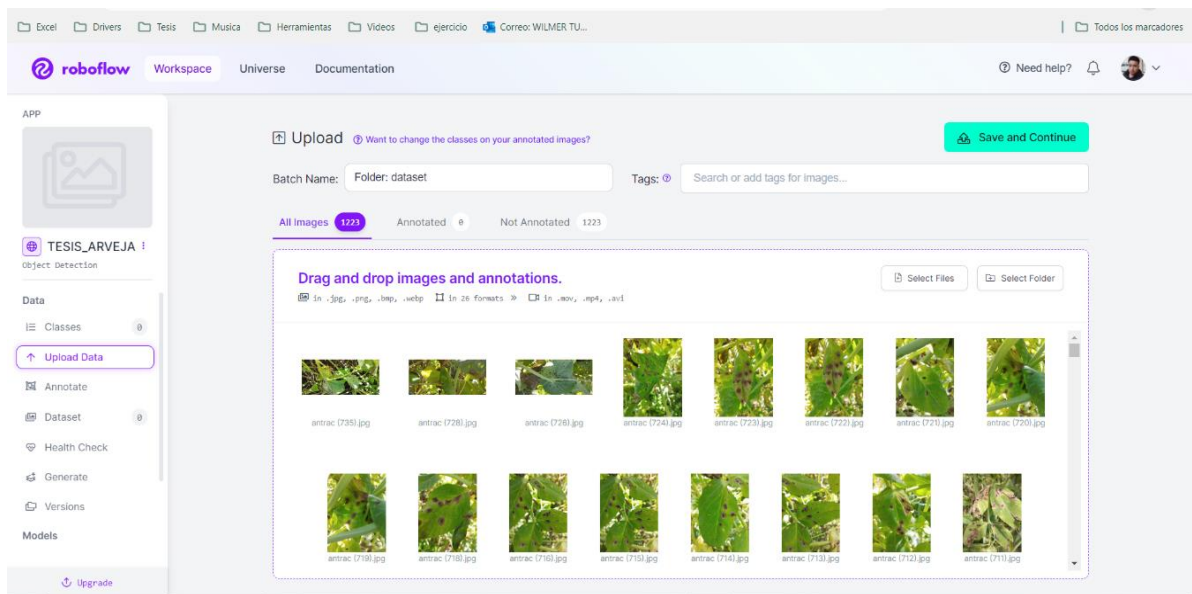 Excel Drivers Tesis Musica Herramientas Videos ejercicio Correo: WILMER TU... Todos los marcadores
roboflow Workspace Universe Documentation Need help?
APP
TESIS_ARVEJA
Object Detection
Data
Classes 0
Upload Data
Annotate
Dataset 0
Health Check
Generate
Versions
Models
Upgrade
Upload Want to change the classes on your annotated images? Save and Continue
Batch Name: Folder: dataset Tags: Search or add tags for images...
All Images 1223 Annotated 0 Not Annotated 1223
Drag and drop images and annotations. Select Files Select Folder
in .jpg, .png, .bmp, .webp in 26 formats » in .mov, .mp4, .avi
antrac (735).jpg antrac (728).jpg antrac (726).jpg antrac (724).jpg antrac (723).jpg antrac (722).jpg antrac (721).jpg antrac (720).jpg
antrac (719).jpg antrac (718).jpg antrac (716).jpg antrac (715).jpg antrac (714).jpg antrac (713).jpg antrac (712).jpg antrac (711).jpg